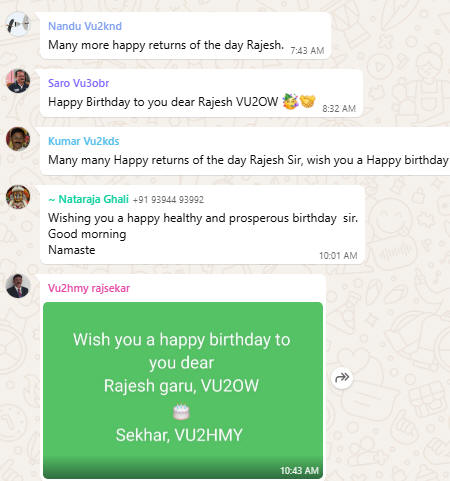 Nandu Vu2knd
Many more happy returns of the day Rajesh. 7:43 AM
Saro Vu3obr
Happy Birthday to you dear Rajesh VU2OW 🥳🤝 8:32 AM
Kumar Vu2kds
Many many Happy returns of the day Rajesh Sir, wish you a Happy birthday
~ Nataraja Ghali +91 93944 93992
Wishing you a happy healthy and prosperous birthday sir.
Good morning
Namaste
10:01 AM
Vu2hmy rajsekar
Wish you a happy birthday to
you dear
Rajesh garu, VU2OW
🎂
Sekhar, VU2HMY
10:43 AM